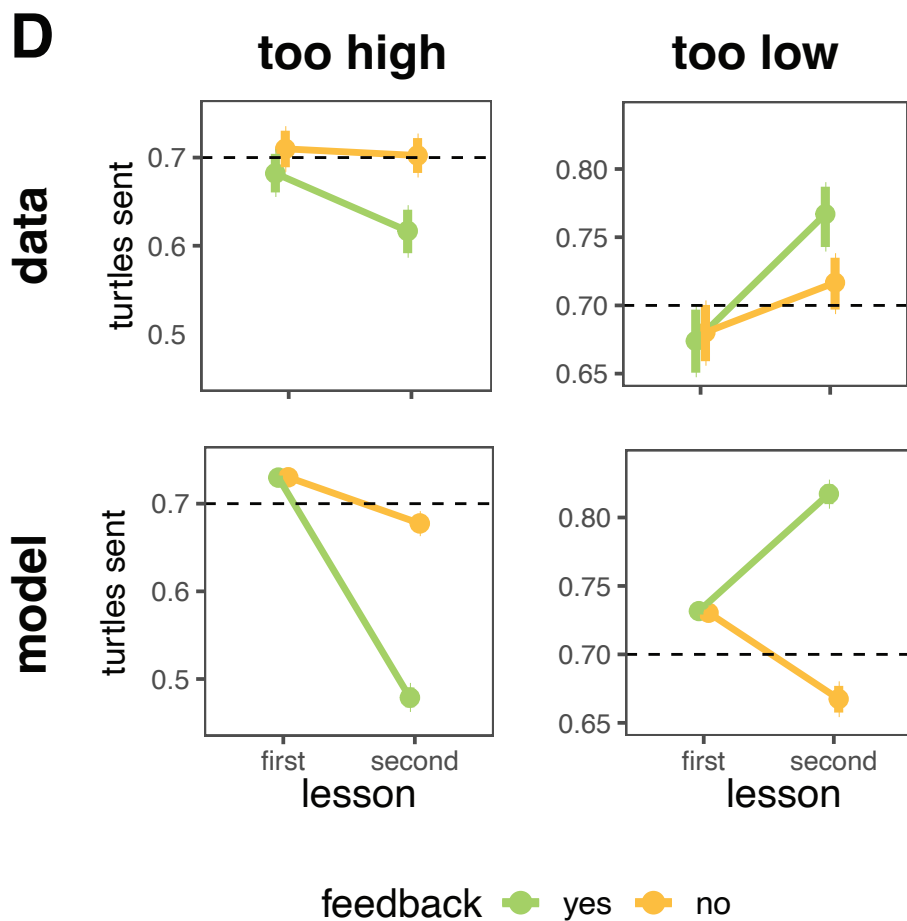 D
too high
too low
data
turtles sent
0.7
0.6
0.5
0.80
0.75
0.70
0.65
model
turtles sent
0.7
0.6
0.5
0.80
0.75
0.70
0.65
first second
first second
lesson
lesson
feedback yes no